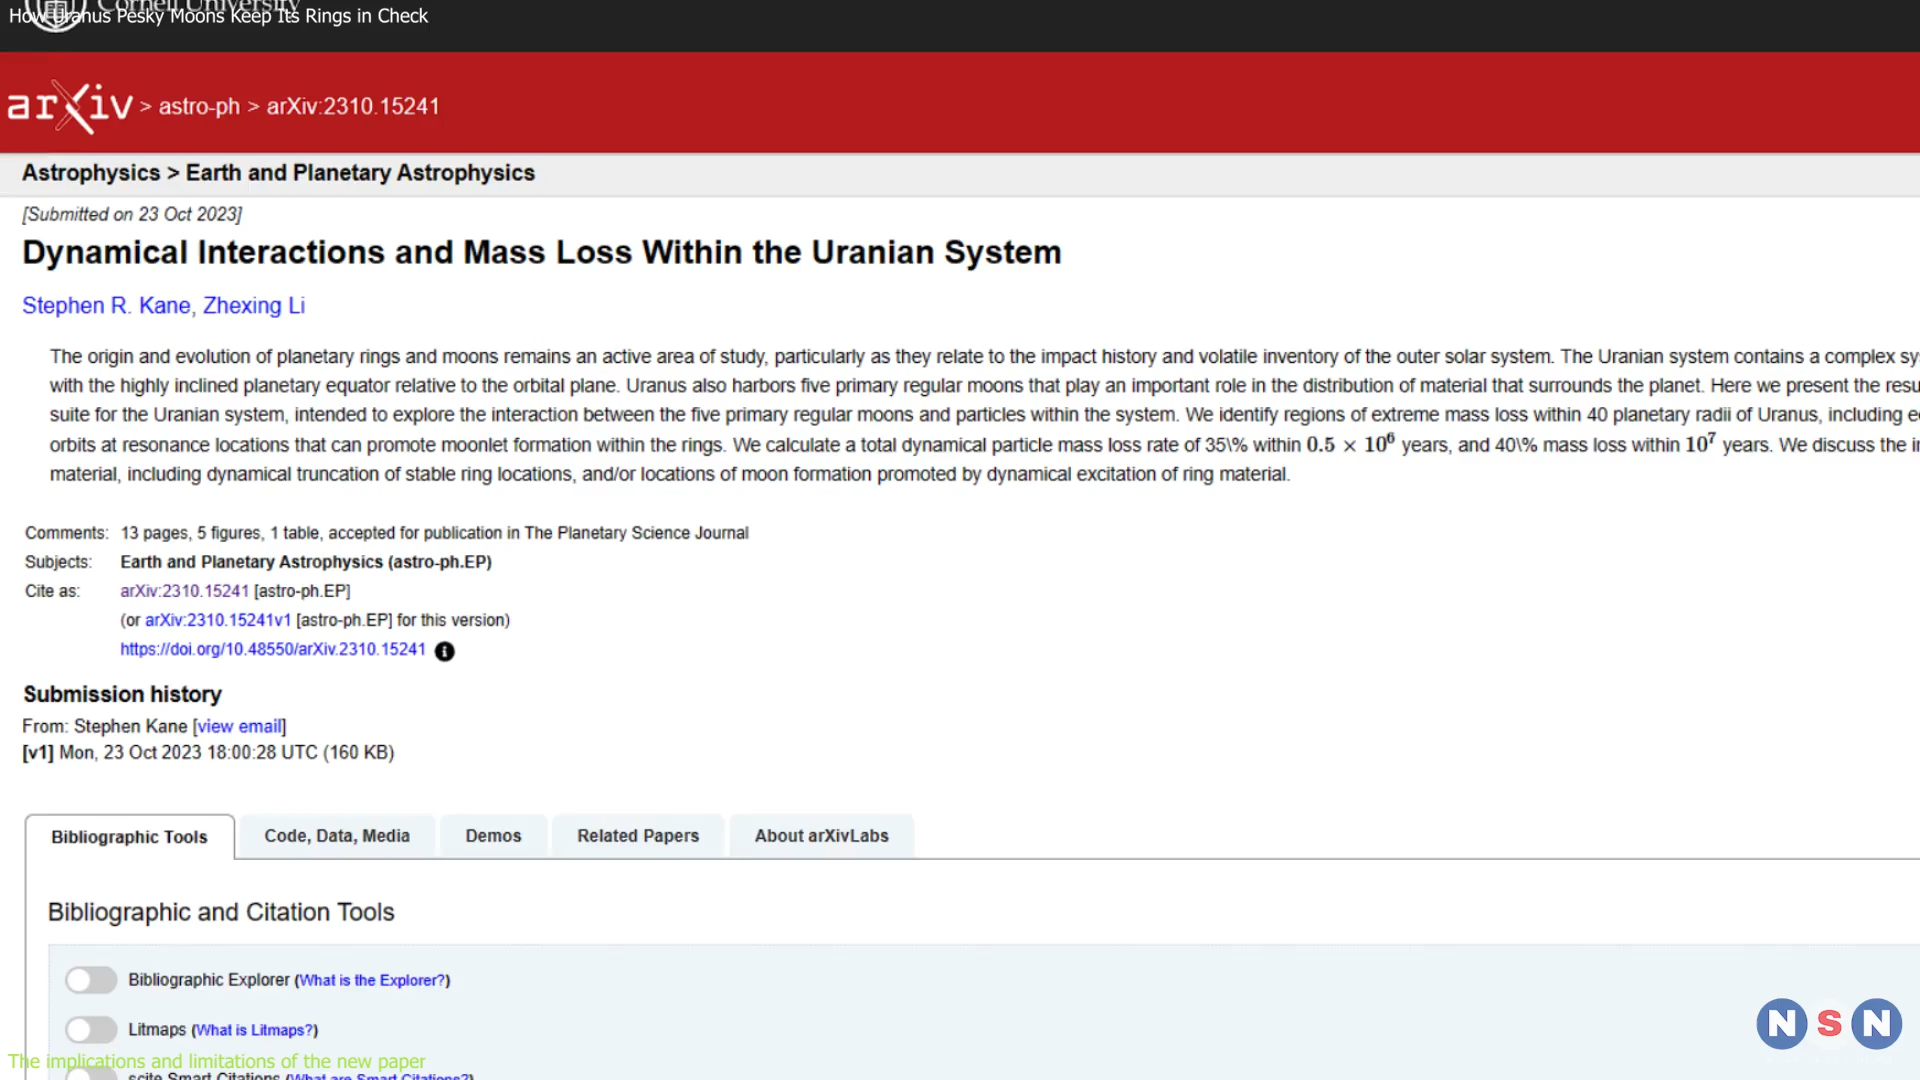 Cornell University
How Uranus Pesky Moons Keep Its Rings in Check
arXiv > astro-ph > arXiv:2310.15241
Astrophysics > Earth and Planetary Astrophysics
[Submitted on 23 Oct 2023]
Dynamical Interactions and Mass Loss Within the Uranian System
Stephen R. Kane, Zhexing Li
The origin and evolution of planetary rings and moons remains an active area of study, particularly as they relate to the impact history and volatile inventory of the outer solar system. The Uranian system contains a complex sy
with the highly inclined planetary equator relative to the orbital plane. Uranus also harbors five primary regular moons that play an important role in the distribution of material that surrounds the planet. Here we present the resu
suite for the Uranian system, intended to explore the interaction between the five primary regular moons and particles within the system. We identify regions of extreme mass loss within 40 planetary radii of Uranus, including e
orbits at resonance locations that can promote moonlet formation within the rings. We calculate a total dynamical particle mass loss rate of 35\% within 0.5 × 10⁶ years, and 40\% mass loss within 10⁷ years. We discuss the i
material, including dynamical truncation of stable ring locations, and/or locations of moon formation promoted by dynamical excitation of ring material.
Comments: 13 pages, 5 figures, 1 table, accepted for publication in The Planetary Science Journal
Subjects: Earth and Planetary Astrophysics (astro-ph.EP)
Cite as: arXiv:2310.15241 [astro-ph.EP]
(or arXiv:2310.15241v1 [astro-ph.EP] for this version)
https://doi.org/10.48550/arXiv.2310.15241
Submission history
From: Stephen Kane [view email]
[v1] Mon, 23 Oct 2023 18:00:28 UTC (160 KB)
Bibliographic Tools Code, Data, Media Demos Related Papers About arXivLabs
Bibliographic and Citation Tools
Bibliographic Explorer (What is the Explorer?)
Litmaps (What is Litmaps?)
N S N
The implications and limitations of the new paper
scite Smart Citations (What are Smart Citations?)